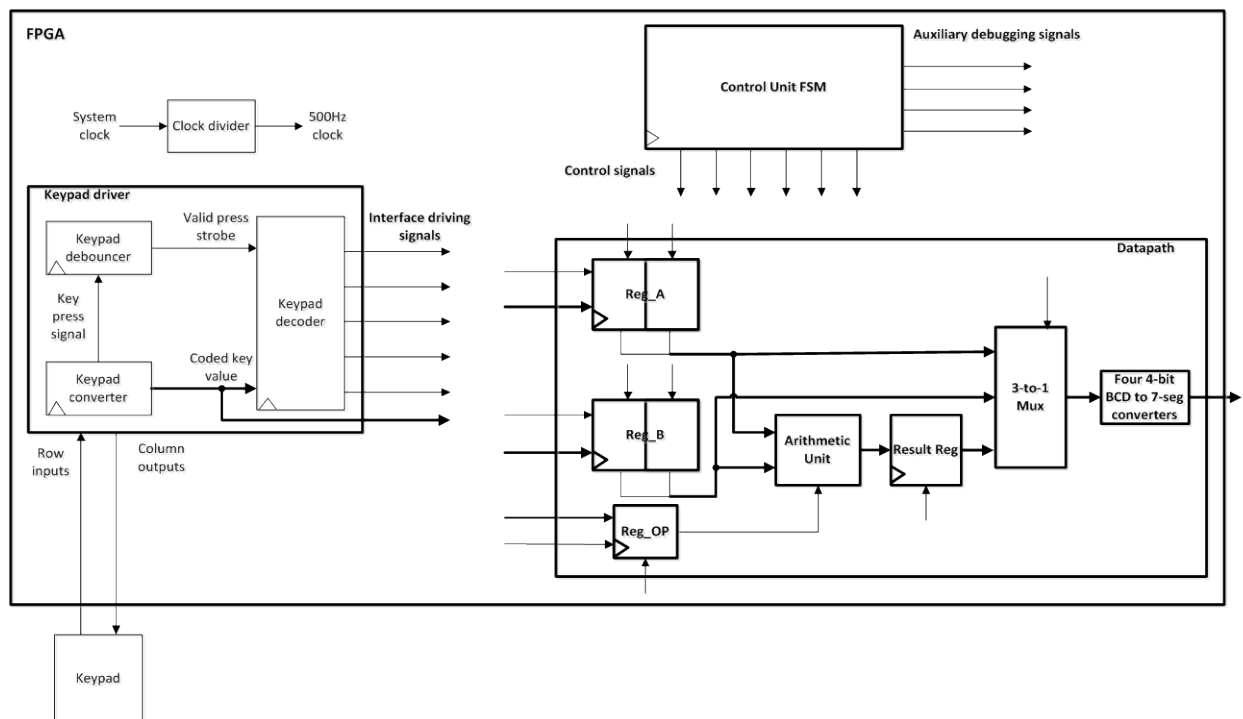 FPGA
Auxiliary debugging signals
Control Unit FSM
System
clock
Clock divider
500Hz
clock
Control signals
Keypad driver
Valid press
strobe
Interface driving
signals
Keypad
debouncer
Key
press
signal
Keypad
decoder
Coded key
value
Keypad
converter
Row
inputs
Column
outputs
Keypad
Datapath
Reg_A
Reg_B
Reg_OP
Arithmetic
Unit
Result Reg
3-to-1
Mux
Four 4-bit
BCD to 7-seg
converters